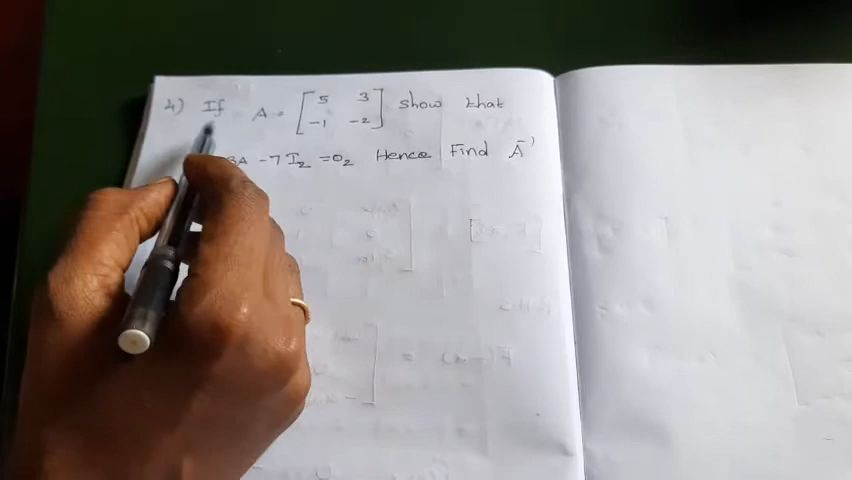 4) If A = [ 5 3 ] show that
[ -1 -2 ]
3A - 7I₂ = O₂ Hence Find A⁻¹